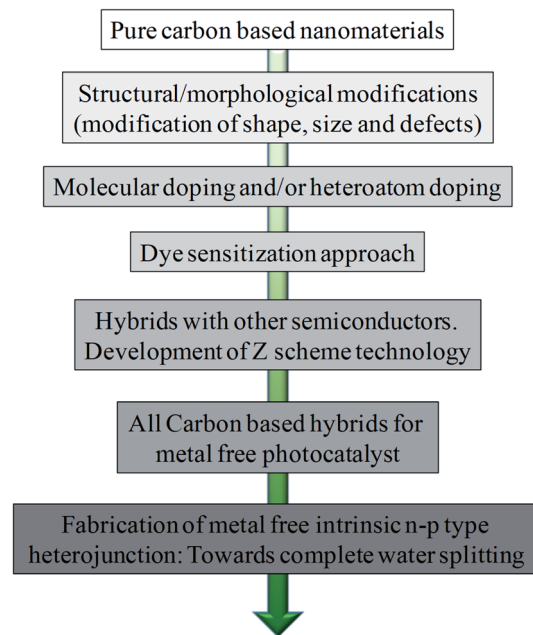 Pure carbon based nanomaterials
Structural/morphological modifications
(modification of shape, size and defects)
Molecular doping and/or heteroatom doping
Dye sensitization approach
Hybrids with other semiconductors.
Development of Z scheme technology
All Carbon based hybrids for
metal free photocatalyst
Fabrication of metal free intrinsic n-p type
heterojunction: Towards complete water splitting